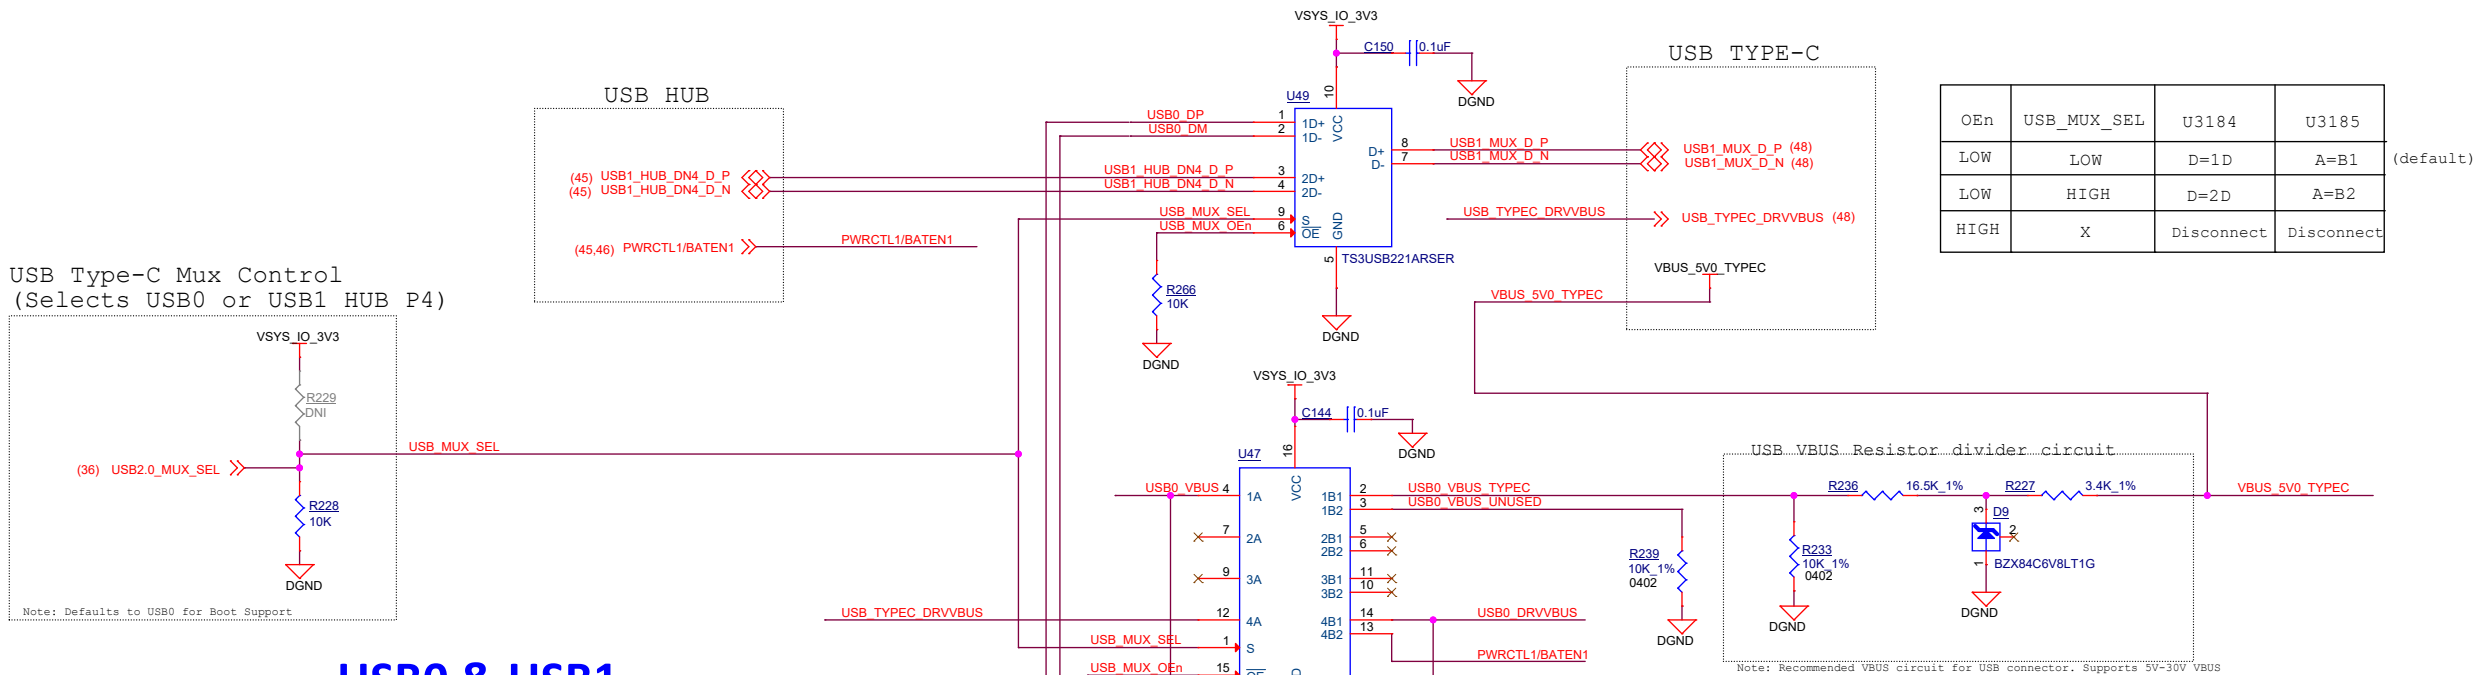 USB HUB
(45) USB1_HUB_DN4_D_P
(45) USB1_HUB_DN4_D_N
(45,46) PWRCTL1/BATEN1
PWRCTL1/BATEN1
USB Type-C Mux Control
(Selects USB0 or USB1 HUB P4)
VSYS_IO_3V3
R229
DNI
(36) USB2.0_MUX_SEL
USB_MUX_SEL
R228
10K
DGND
Note: Defaults to USB0 for Boot Support
USB0 & USB1
VSYS_IO_3V3
C150 0.1uF
DGND
U49
10
VCC
USB0_DP 1 1D+
USB0_DM 2 1D-
USB1_HUB_DN4_D_P 3 2D+
USB1_HUB_DN4_D_N 4 2D-
USB_MUX_SEL 9 S
USB_MUX_OEn 6 OE
GND
5
TS3USB221ARSER
D+ 8 USB1_MUX_D_P
D- 7 USB1_MUX_D_N
R266
10K
DGND
DGND
USB TYPE-C
USB1_MUX_D_P (48)
USB1_MUX_D_N (48)
USB_TYPEC_DRVVBUS
USB_TYPEC_DRVVBUS (48)
VBUS_5V0_TYPEC
VBUS_5V0_TYPEC
OEn USB_MUX_SEL U3184 U3185
LOW LOW D=1D A=B1 (default)
LOW HIGH D=2D A=B2
HIGH X Disconnect Disconnect
VSYS_IO_3V3
C144 0.1uF
DGND
U47
16
VCC
USB0_VBUS 4 1A
7 2A
9 3A
USB_TYPEC_DRVVBUS 12 4A
USB_MUX_SEL 1 S
USB_MUX_OEn 15 OE
1B1 2 USB0_VBUS_TYPEC
1B2 3 USB0_VBUS_UNUSED
2B1 5
2B2 6
3B1 11
3B2 10
4B1 14 USB0_DRVVBUS
4B2 13
PWRCTL1/BATEN1
R239
10K_1%
0402
DGND
USB VBUS Resistor divider circuit
R236 16.5K_1%
R227 3.4K_1%
VBUS_5V0_TYPEC
R233
10K_1%
0402
DGND
3
D9
2
1
BZX84C6V8LT1G
DGND
Note: Recommended VBUS circuit for USB connector. Supports 5V-30V VBUS